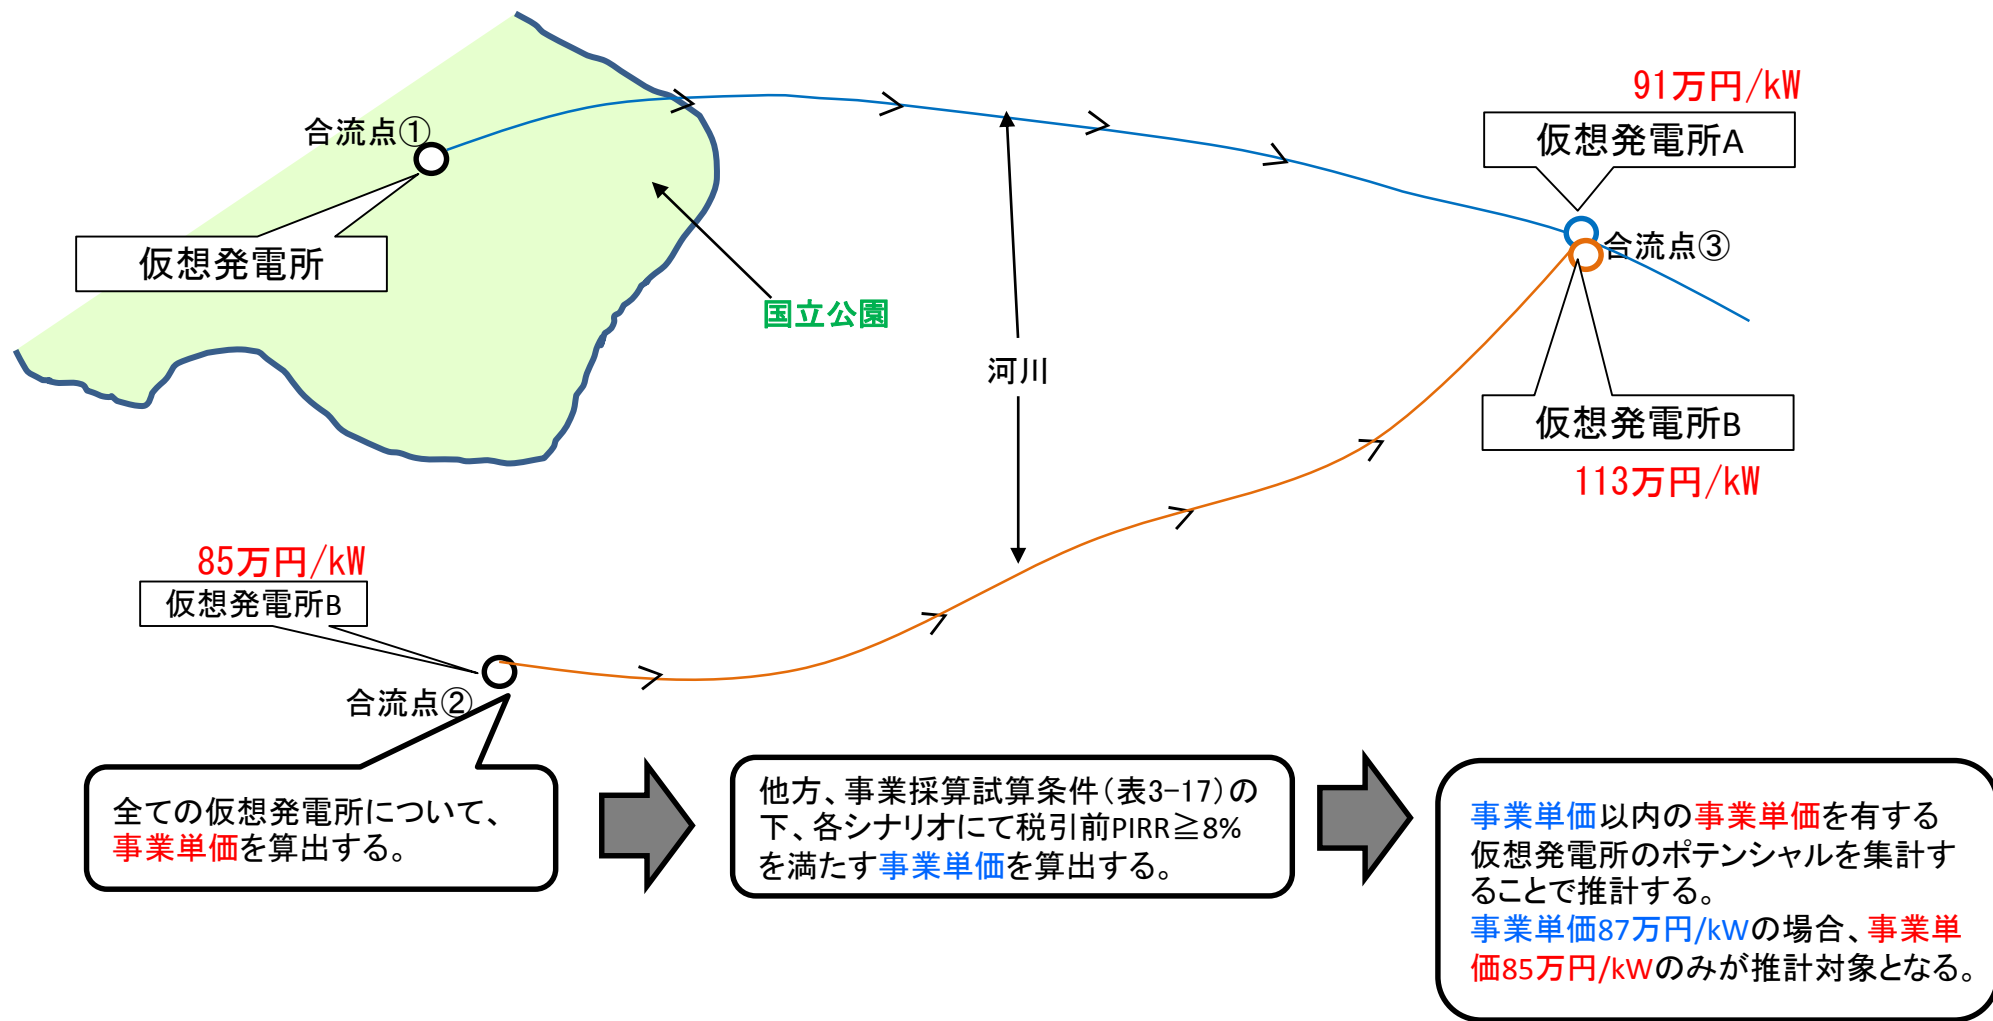 91万円/kW
仮想発電所A
合流点①
仮想発電所
合流点③
国立公園
河川
仮想発電所B
113万円/kW
85万円/kW
仮想発電所B
合流点②
全ての仮想発電所について、
事業単価を算出する。
他方、事業採算試算条件（表3-17）の
下、各シナリオにて税引前PIRR≧8%
を満たす事業単価を算出する。
事業単価以内の事業単価を有する
仮想発電所のポテンシャルを集計す
ることで推計する。
事業単価87万円/kWの場合、事業単
価85万円/kWのみが推計対象となる。